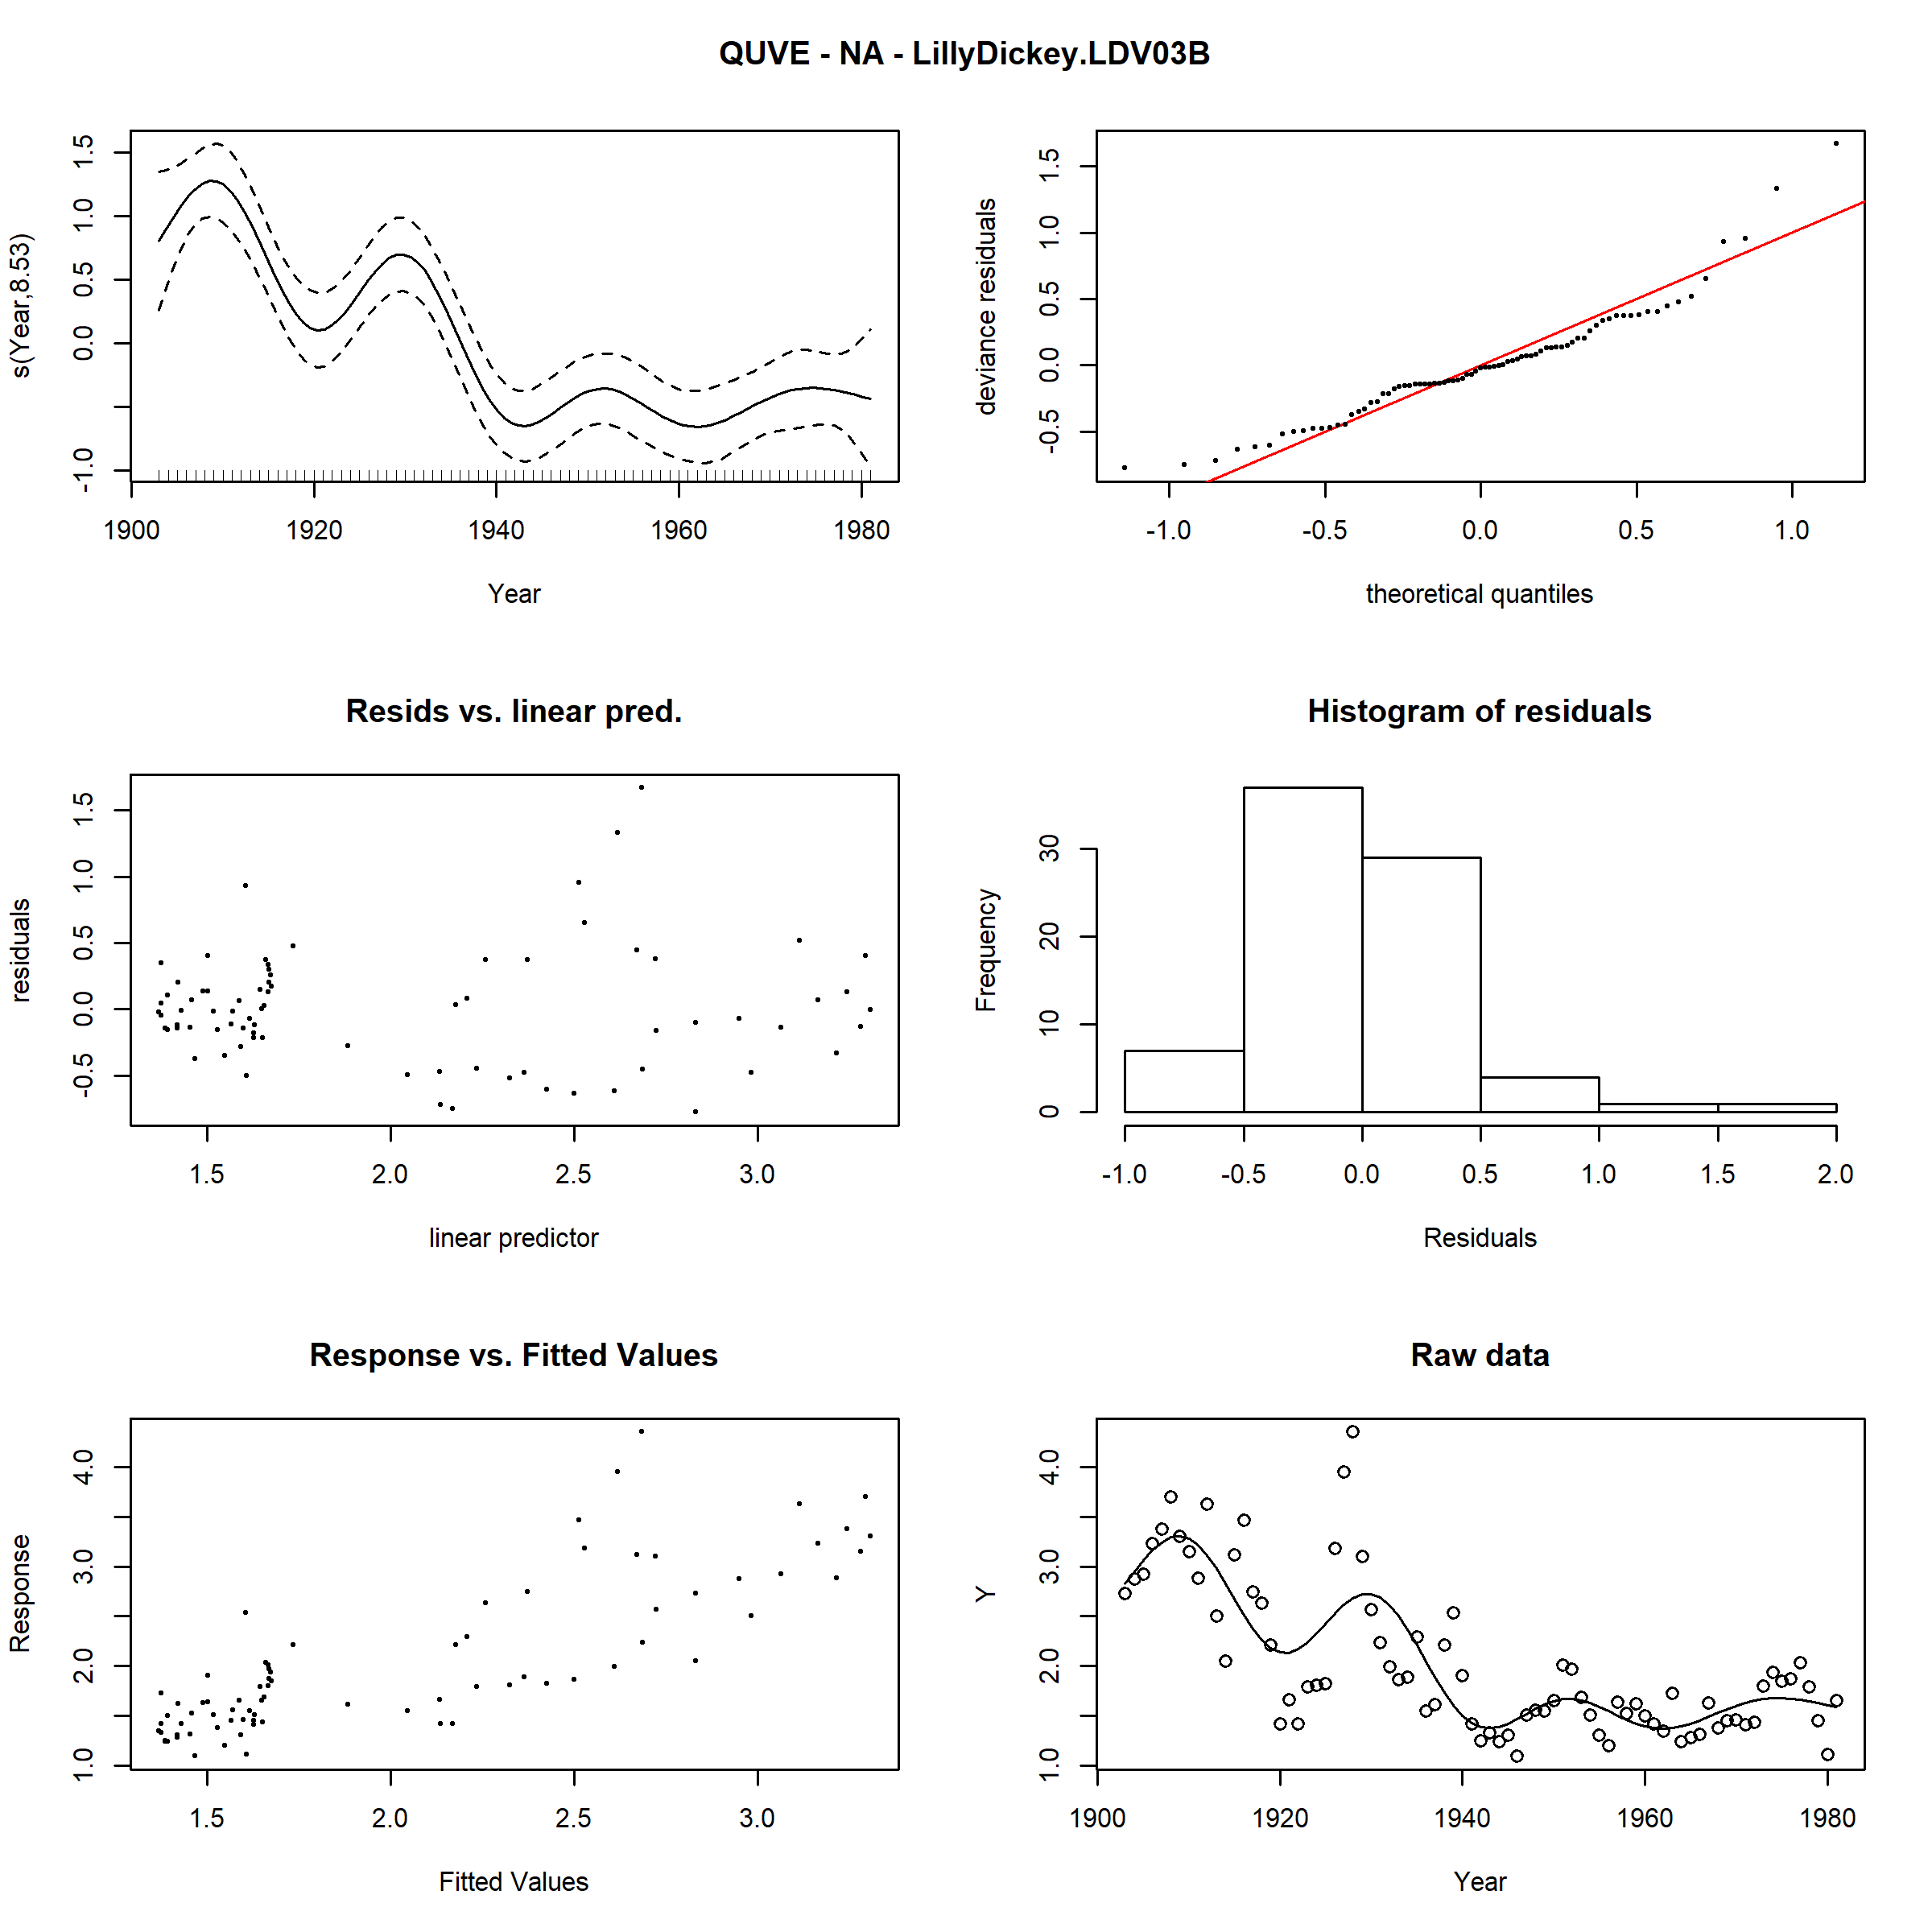 QUVE - NA - LillyDickey.LDV03B
s(Year,8.53)
-1.0 0.0 0.5 1.0 1.5
1900 1920 1940 1960 1980
Year
deviance residuals
-0.5 0.0 0.5 1.0 1.5
-1.0 -0.5 0.0 0.5 1.0
theoretical quantiles
Resids vs. linear pred.
residuals
-0.5 0.0 0.5 1.0 1.5
1.5 2.0 2.5 3.0
linear predictor
Histogram of residuals
Frequency
0 10 20 30
-1.0 -0.5 0.0 0.5 1.0 1.5 2.0
Residuals
Response vs. Fitted Values
Response
1.0 2.0 3.0 4.0
1.5 2.0 2.5 3.0
Fitted Values
Raw data
Y
1.0 2.0 3.0 4.0
1900 1920 1940 1960 1980
Year